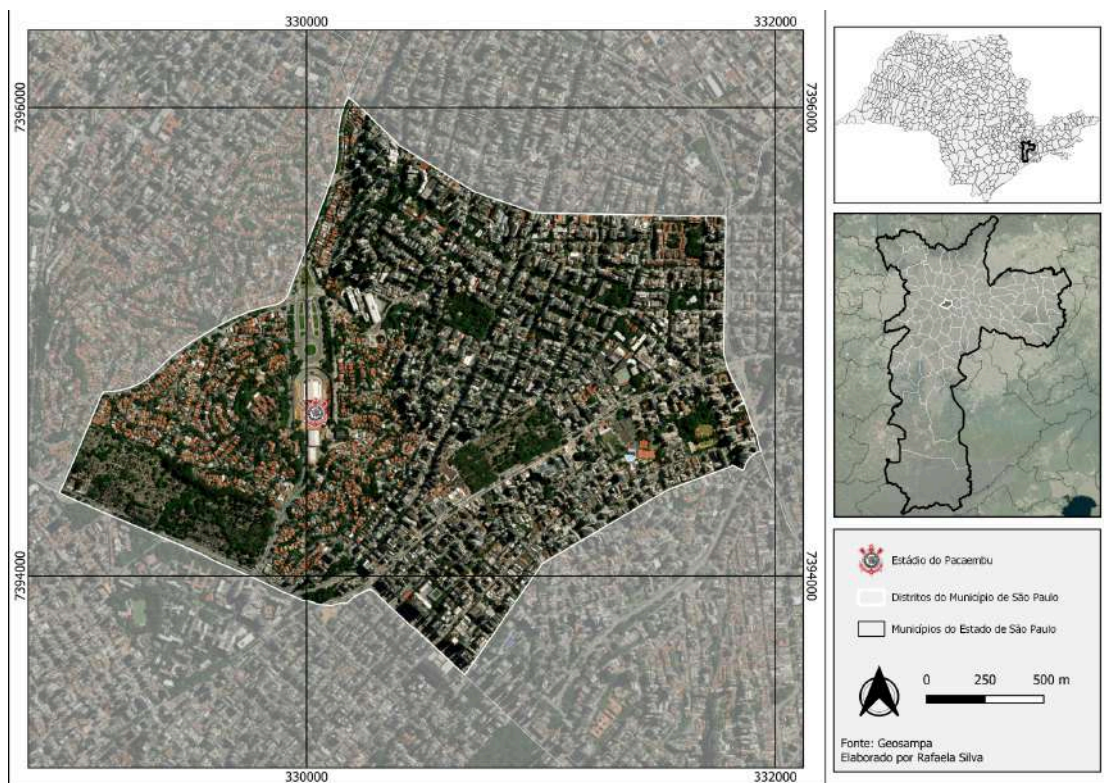 330000
332000
7396000
7396000
7394000
7394000
330000
332000
Estádio do Pacaembu
Distritos do Município de São Paulo
Municípios do Estado de São Paulo
0 250 500 m
Fonte: Geosampa
Elaborado por Rafaela Silva